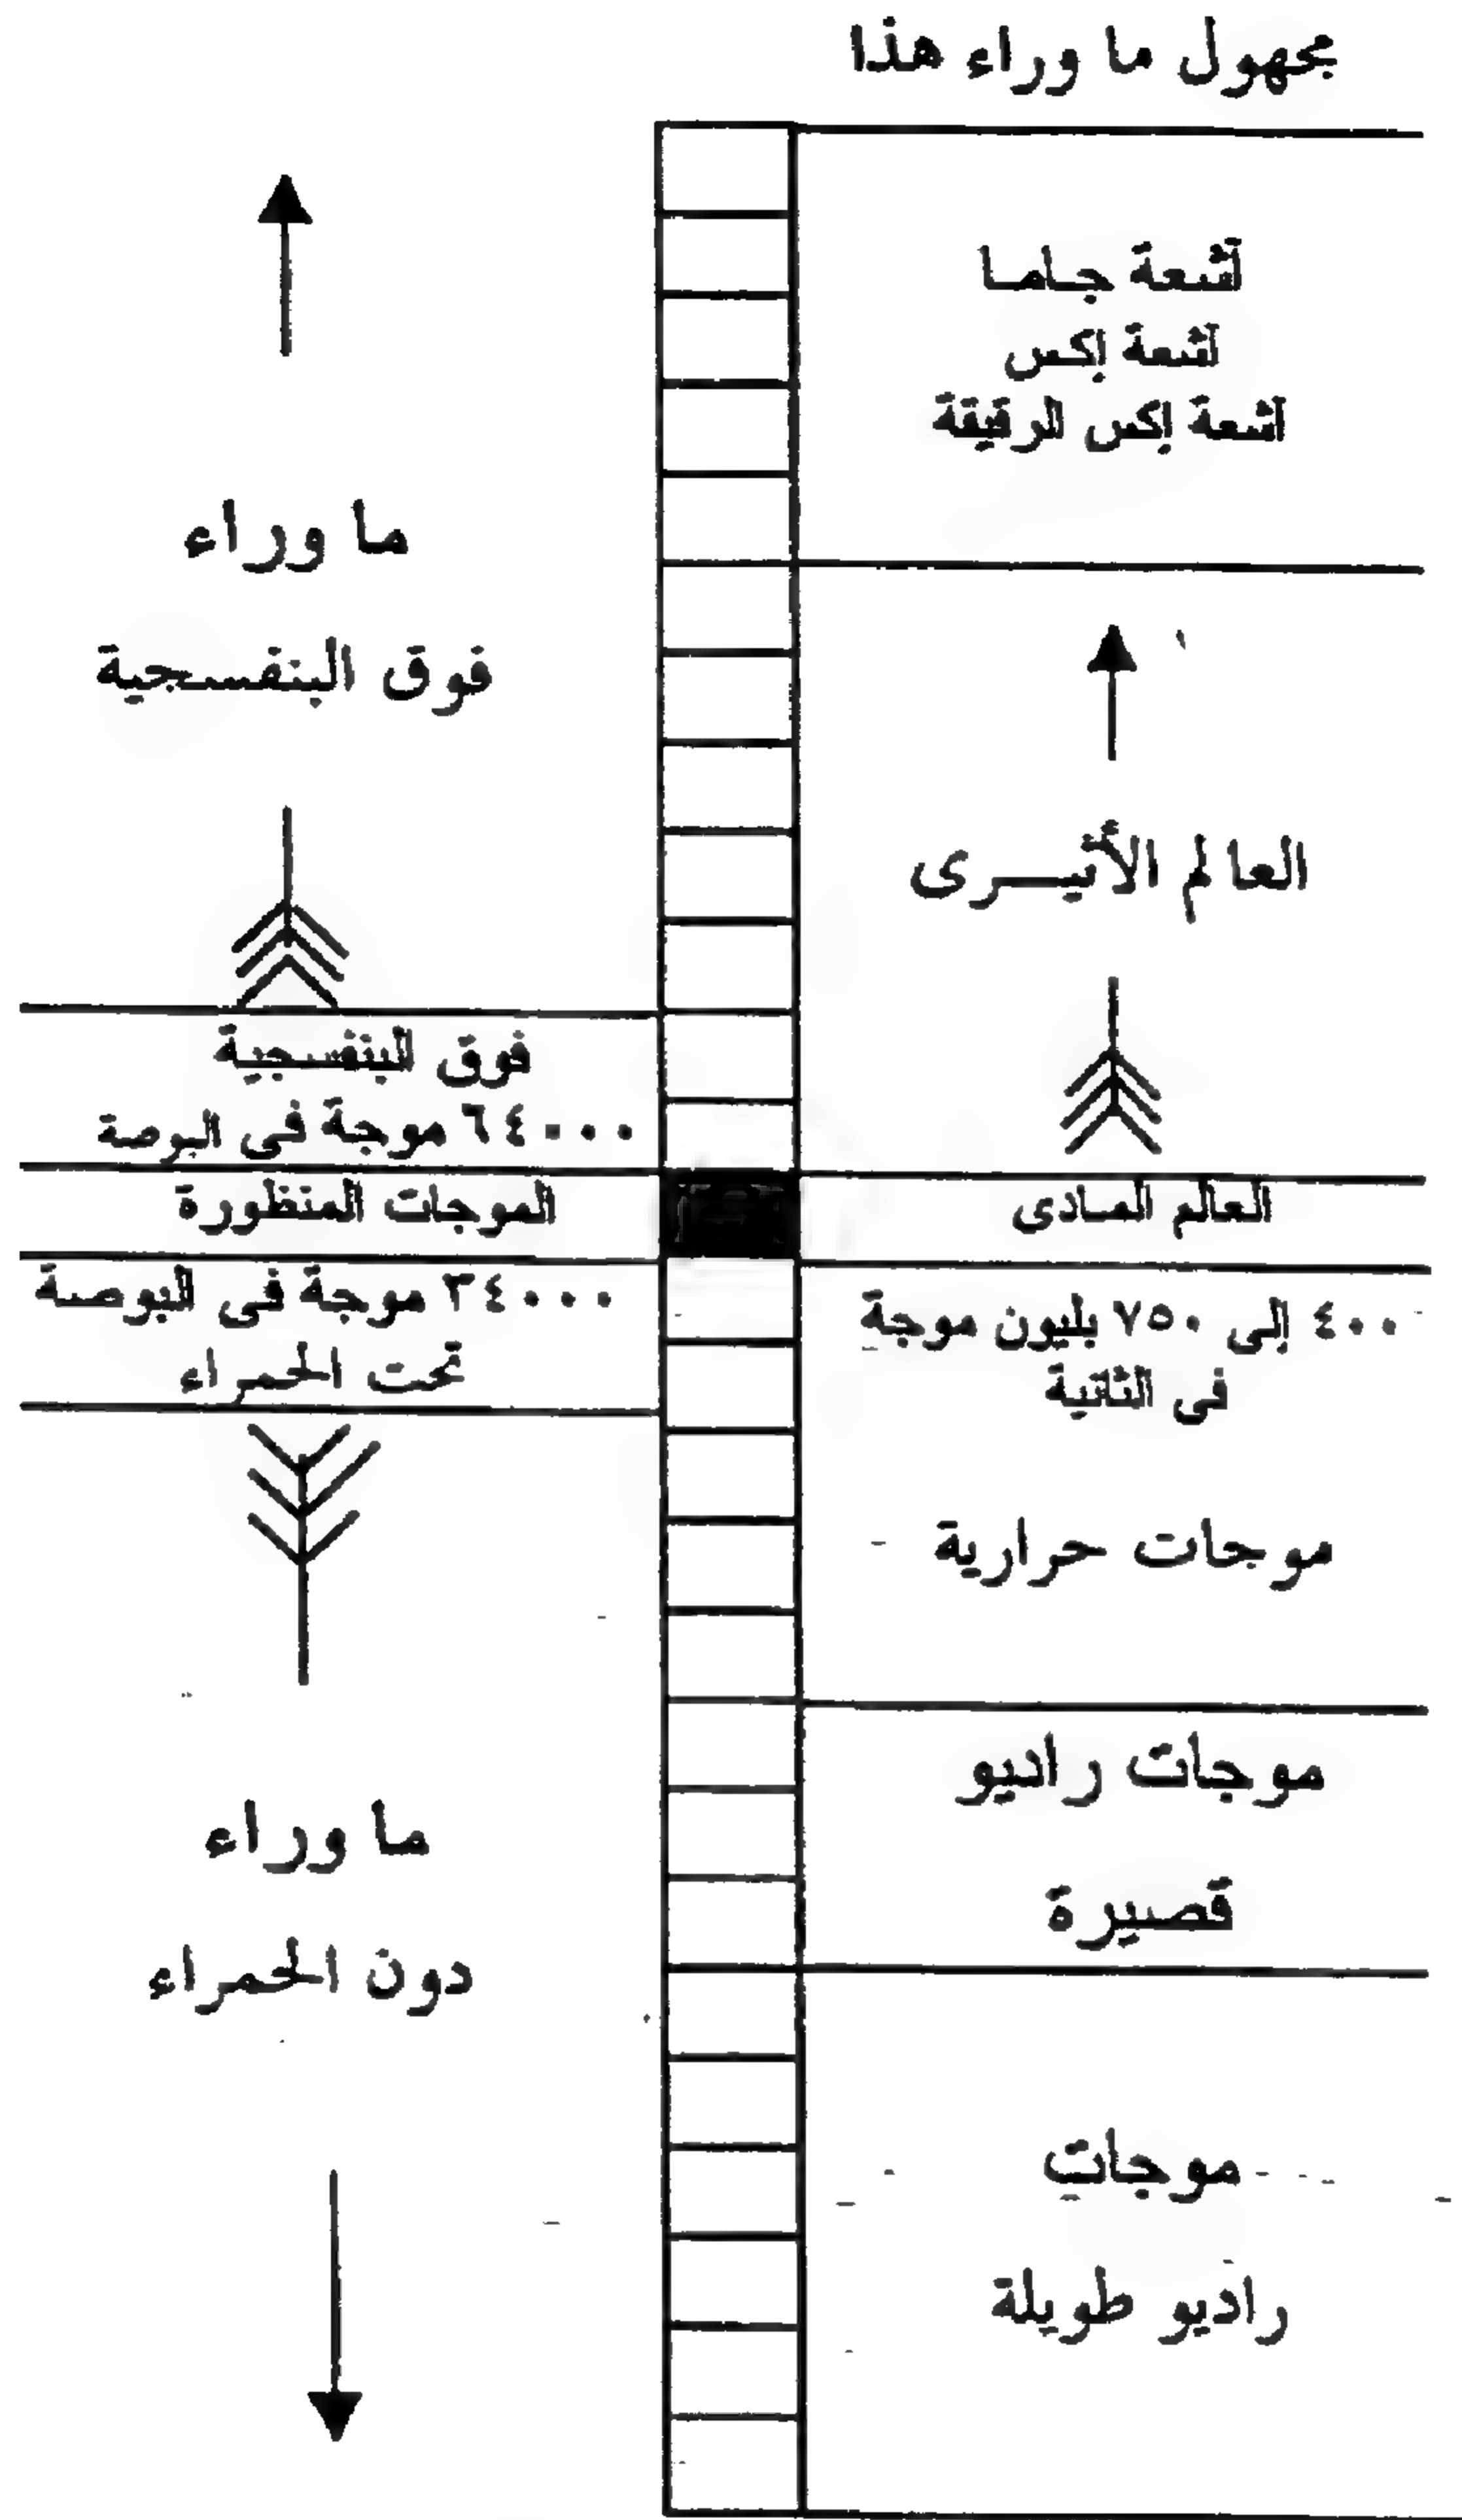 مجهول ما وراء هذا
أشعة جاما
أشعة إكس
أشعة إكس الرقيقة
العالم الأثيرى
العالم المادى
٤٠٠ إلى ٧٥٠ بليون موجة
فى الثانية
موجات حرارية
موجات راديو
قصيرة
موجات
راديو طويلة
ما وراء
فوق البنفسجية
فوق البنفسجية
٦٤٠٠٠ موجة فى البرصة
الموجات المنظورة
٣٤٠٠٠ موجة فى البوصة
تحت الحمراء
ما وراء
دون الحمراء